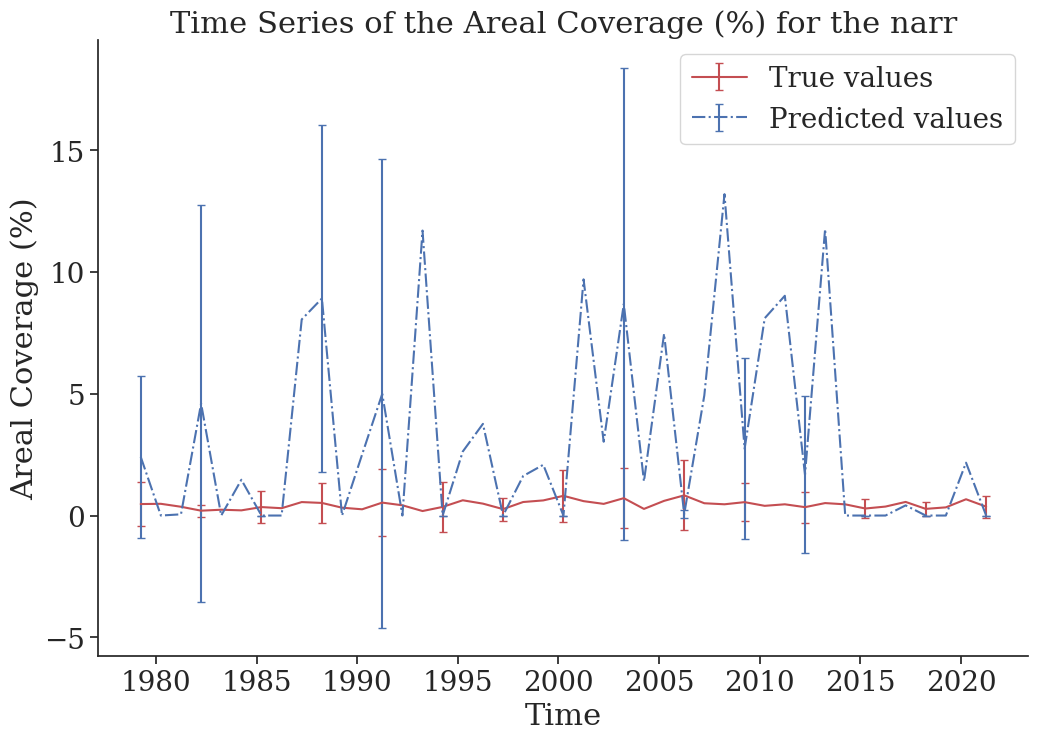 Time Series of the Areal Coverage (%) for the narr
True values
Predicted values
Areal Coverage (%)
15
10
5
0
−5
1980 1985 1990 1995 2000 2005 2010 2015 2020
Time